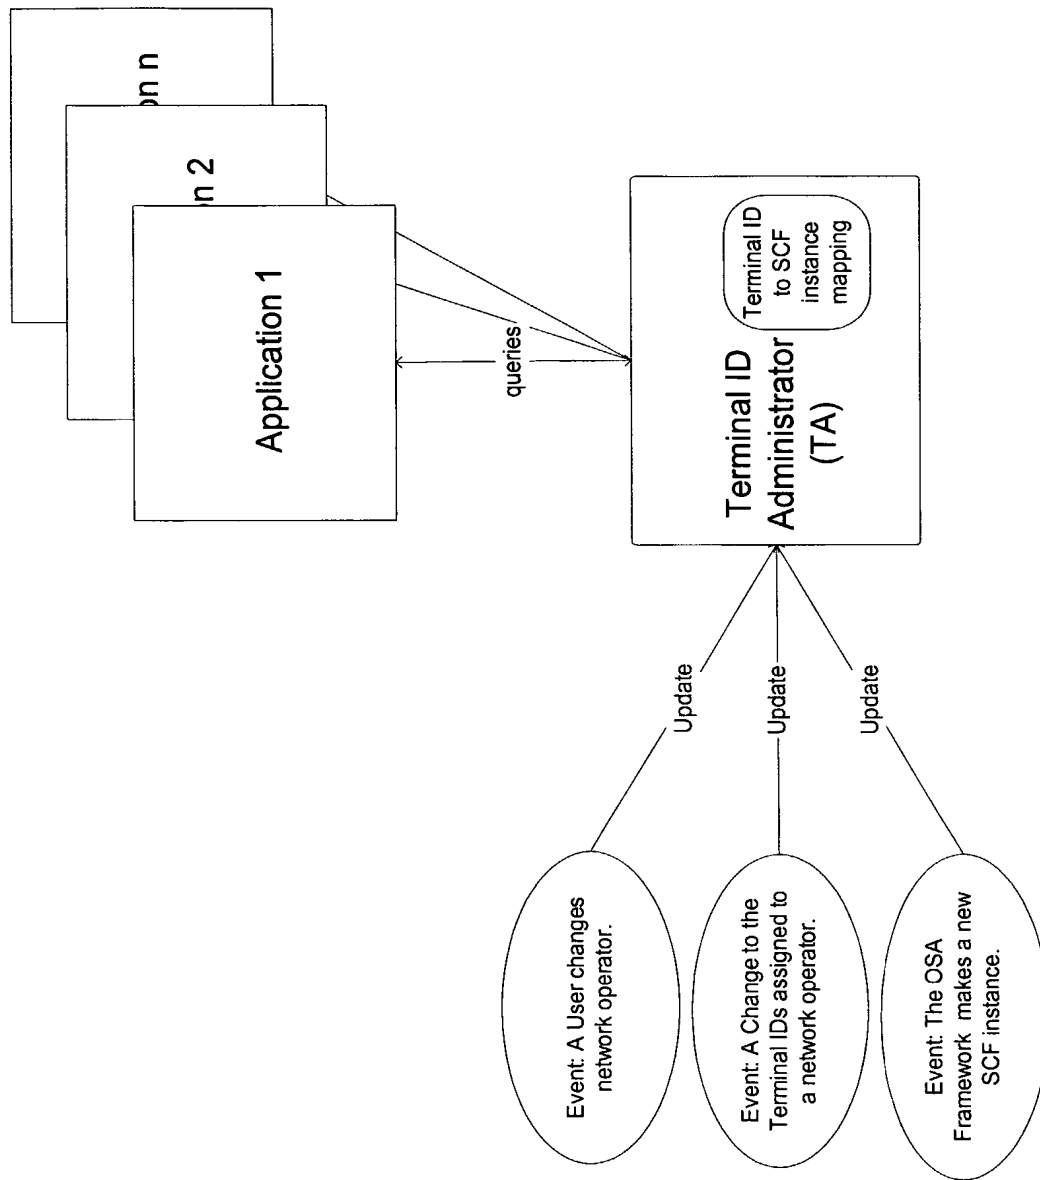 on n
on 2
Application 1
queries
Terminal ID
Administrator
(TA)
Terminal ID
to SCF
instance
mapping
Update
Update
Update
Event: A User changes
network operator.
Event: A Change to the
Terminal IDs assigned to
a network operator.
Event: The OSA
Framework makes a new
SCF instance.